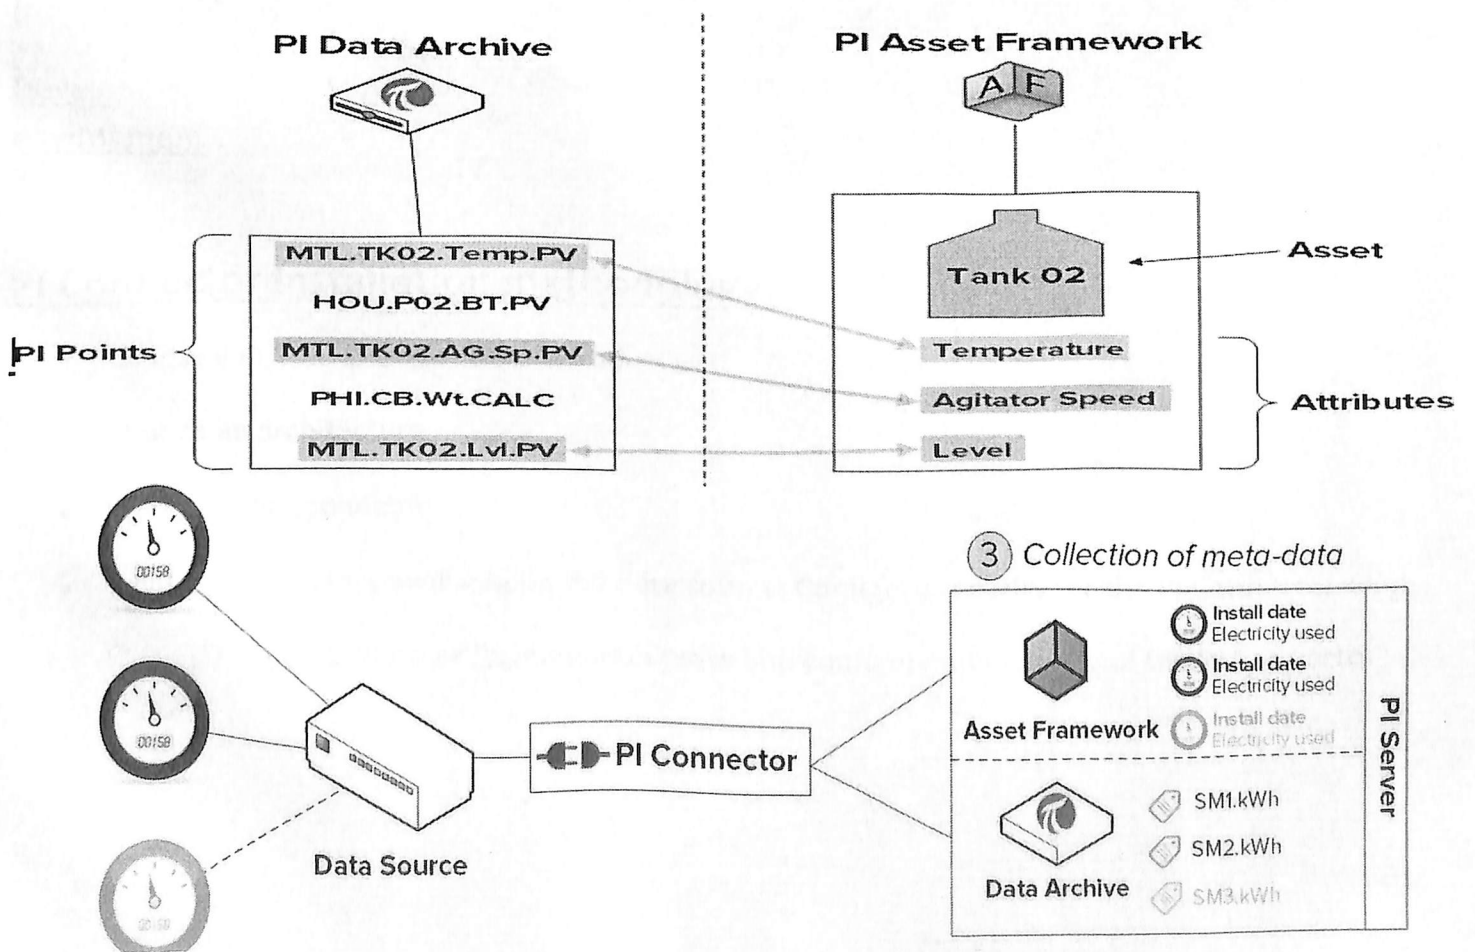 PI Data Archive
PI Asset Framework
A F
MTL.TK02.Temp.PV
HOU.P02.BT.PV
MTL.TK02.AG.Sp.PV
PHI.CB.Wt.CALC
MTL.TK02.Lvl.PV
PI Points
Tank 02
Asset
Temperature
Agitator Speed
Level
Attributes
00158
00158
00158
Data Source
PI Connector
3 Collection of meta-data
Install date
Electricity used
Install date
Electricity used
Install date
Electricity used
Asset Framework
SM1.kWh
SM2.kWh
SM3.kWh
Data Archive
PI Server